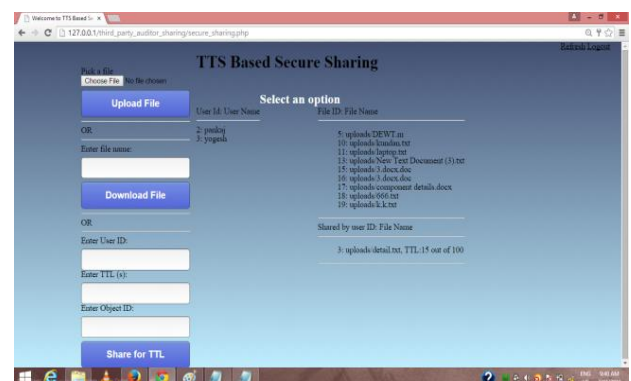 Welcome to TTS Based Se
127.0.0.1/third_party_auditor_sharing/secure_sharing.php
Refresh Logout
TTS Based Secure Sharing
Pick a file
Choose File No file chosen
Upload File
OR
Enter file name:
Download File
OR
Enter User ID:
Enter TTL (s):
Enter Object ID:
Share for TTL
Select an option
User Id: User Name
2: pankaj
3: yogesh
File ID: File Name
5: uploads/DEWT.m
10: uploads/kundan.txt
11: uploads/laptop.txt
13: uploads/New Text Document (3).txt
15: uploads/3.docx.doc
16: uploads/3.docx.doc
17: uploads/component details.docx
18: uploads/666.txt
19: uploads/k.k.txt
Shared by user ID: File Name
3: uploads/detail.txt, TTL:15 out of 100
ENG 9:40 AM